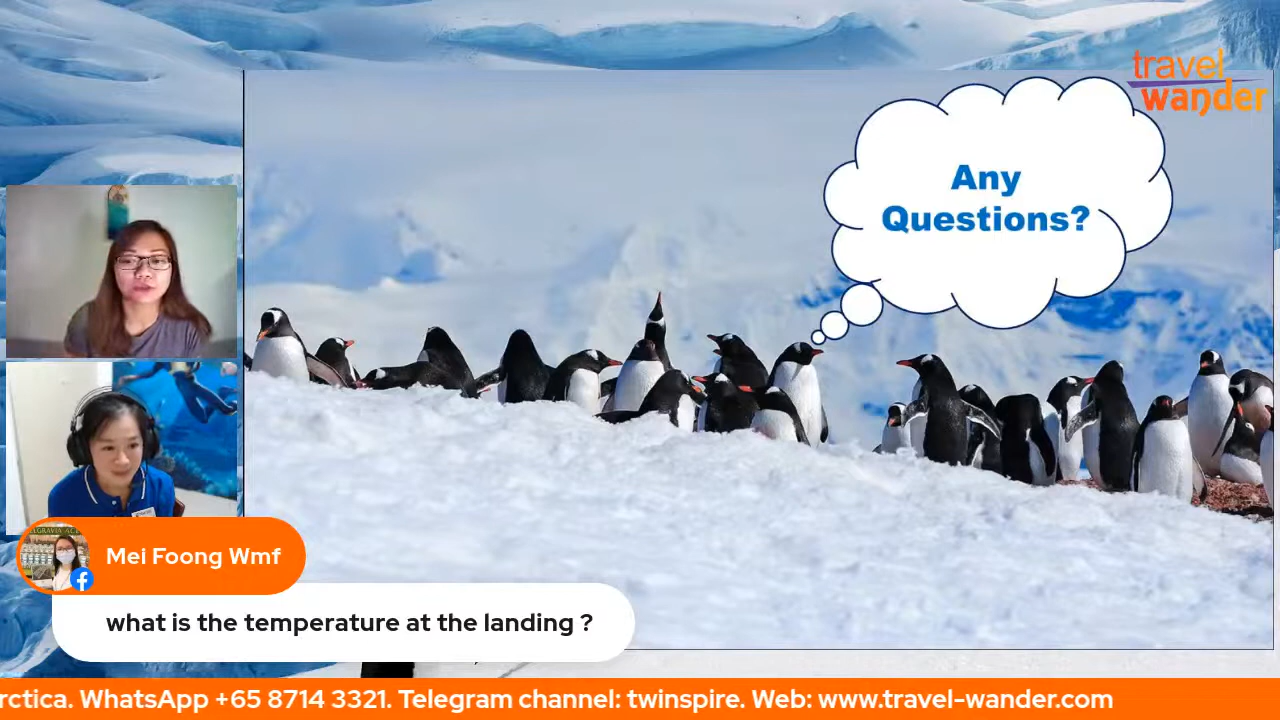 travel
wander
Any
Questions?
Mei Foong Wmf
what is the temperature at the landing ?
rctica. WhatsApp +65 8714 3321. Telegram channel: twinspire. Web: www.travel-wander.com